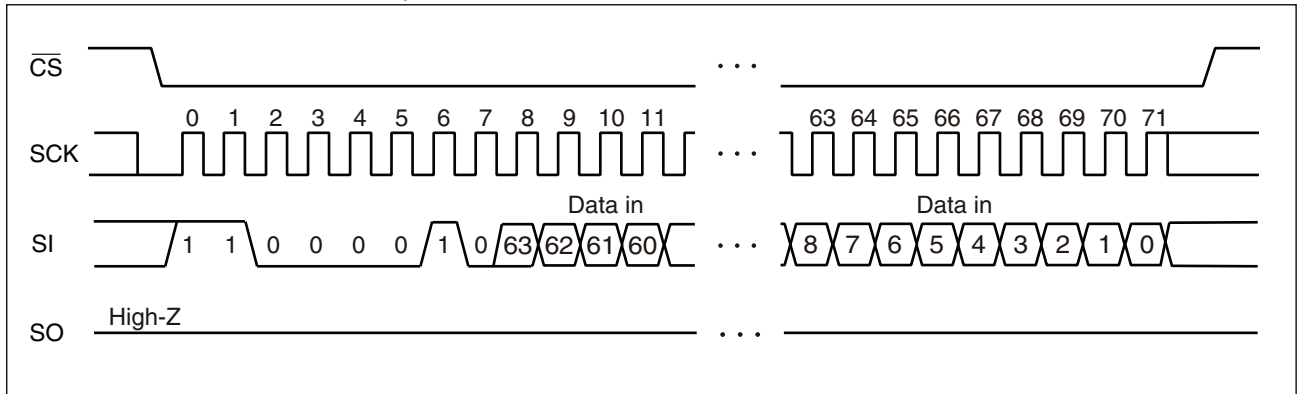 CS
0 1 2 3 4 5 6 7 8 9 10 11 63 64 65 66 67 68 69 70 71
SCK
Data in Data in
SI 1 1 0 0 0 0 1 0 63 62 61 60 8 7 6 5 4 3 2 1 0
High-Z
SO